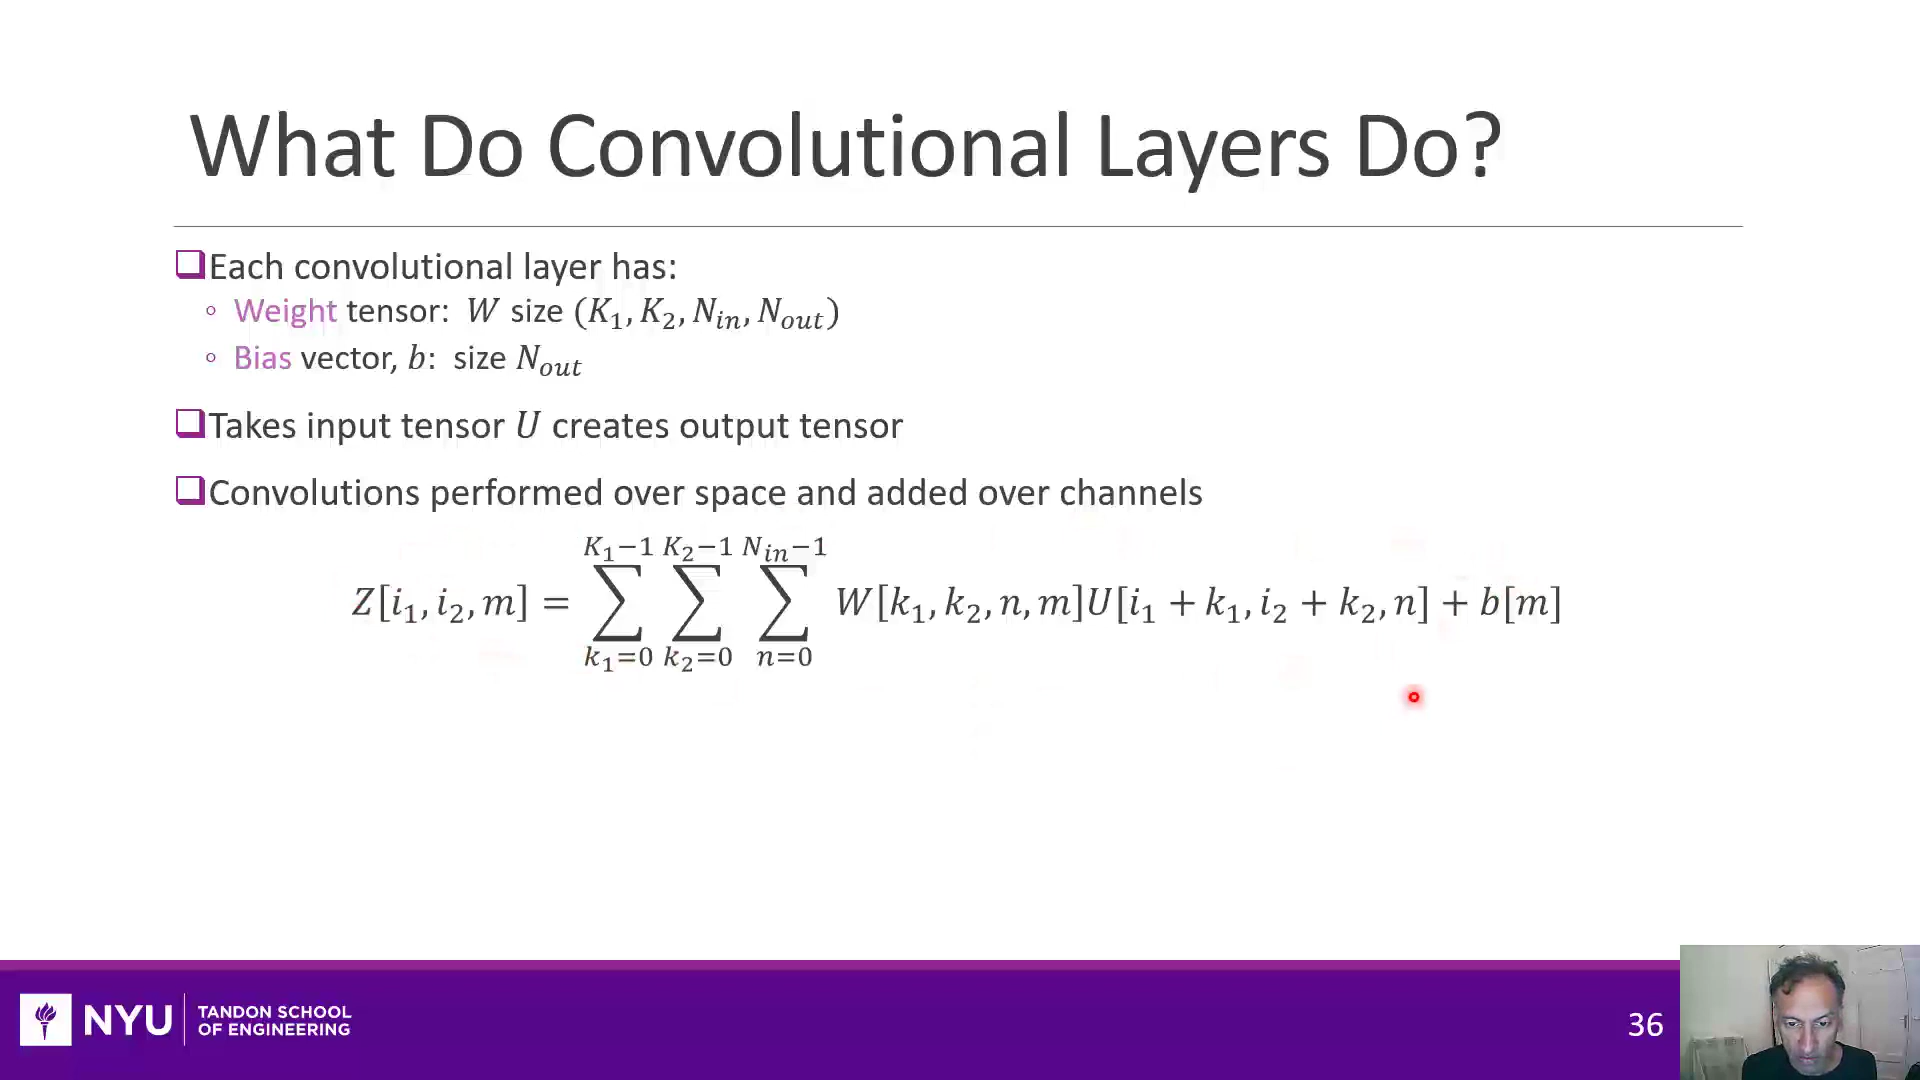 What Do Convolutional Layers Do?
❑Each convolutional layer has:
◦ Weight tensor: W size (K₁, K₂, Nᵢₙ, Nₒᵤₜ)
◦ Bias vector, b: size Nₒᵤₜ
❑Takes input tensor U creates output tensor
❑Convolutions performed over space and added over channels
Z[i₁, i₂, m] = ∑_{k₁=0}^{K₁−1} ∑_{k₂=0}^{K₂−1} ∑_{n=0}^{Nᵢₙ−1} W[k₁, k₂, n, m]U[i₁ + k₁, i₂ + k₂, n] + b[m]
NYU
TANDON SCHOOL
OF ENGINEERING
36